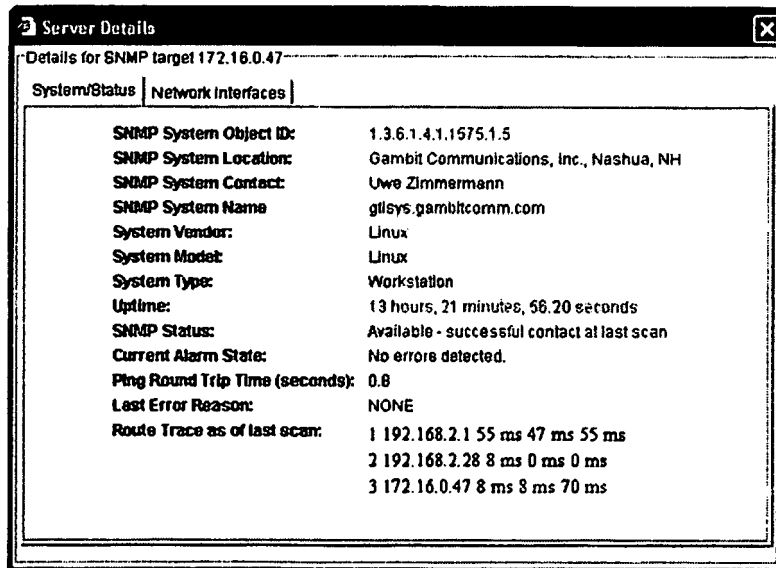 Server Details
Details for SNMP target 172.16.0.47
System/Status Network Interfaces
SNMP System Object ID: 1.3.6.1.4.1.1575.1.5
SNMP System Location: Gambit Communications, Inc., Nashua, NH
SNMP System Contact: Uwe Zimmermann
SNMP System Name gtisys.gambitcomm.com
System Vendor: Linux
System Model: Linux
System Type: Workstation
Uptime: 13 hours, 21 minutes, 56.20 seconds
SNMP Status: Available - successful contact at last scan
Current Alarm State: No errors detected.
Ping Round Trip Time (seconds): 0.8
Last Error Reason: NONE
Route Trace as of last scan: 1 192.168.2.1 55 ms 47 ms 55 ms
2 192.168.2.28 8 ms 0 ms 0 ms
3 172.16.0.47 8 ms 8 ms 70 ms